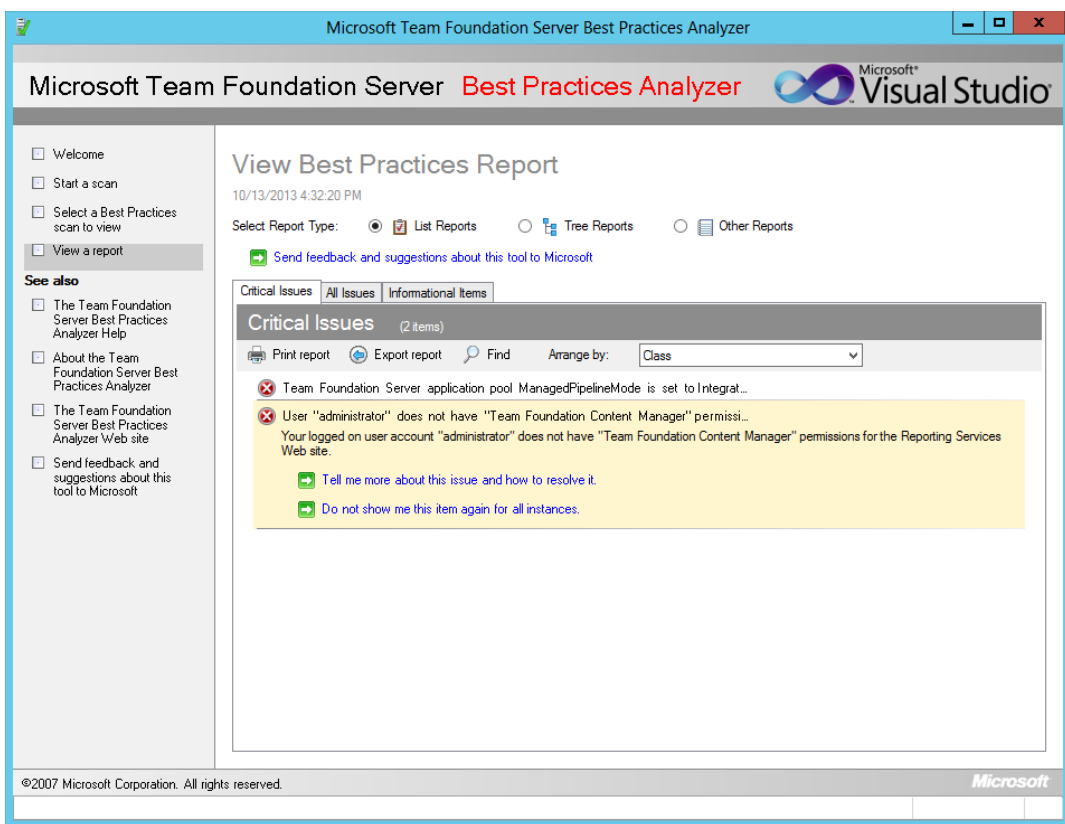 Microsoft Team Foundation Server Best Practices Analyzer
Microsoft Team Foundation Server Best Practices Analyzer
Microsoft®
Visual Studio
Welcome
Start a scan
Select a Best Practices
scan to view
View a report
See also
The Team Foundation
Server Best Practices
Analyzer Help
About the Team
Foundation Server Best
Practices Analyzer
The Team Foundation
Server Best Practices
Analyzer Web site
Send feedback and
suggestions about this
tool to Microsoft
View Best Practices Report
10/13/2013 4:32:20 PM
Select Report Type: List Reports Tree Reports Other Reports
Send feedback and suggestions about this tool to Microsoft
Critical Issues All Issues Informational Items
Critical Issues (2 items)
Print report Export report Find Arrange by: Class
Team Foundation Server application pool ManagedPipelineMode is set to Integrat...
User "administrator" does not have "Team Foundation Content Manager" permissi...
Your logged on user account "administrator" does not have "Team Foundation Content Manager" permissions for the Reporting Services
Web site.
Tell me more about this issue and how to resolve it.
Do not show me this item again for all instances.
©2007 Microsoft Corporation. All rights reserved.
Microsoft